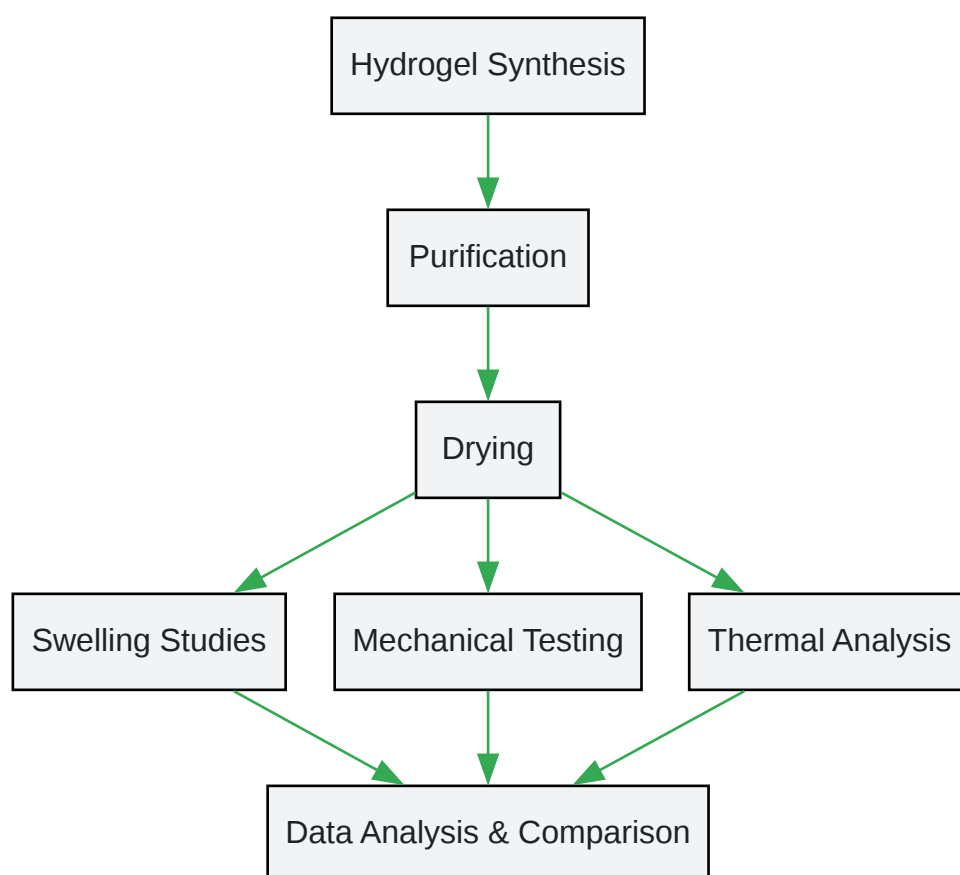 Hydrogel Synthesis
Purification
Drying
Swelling Studies
Mechanical Testing
Thermal Analysis
Data Analysis & Comparison